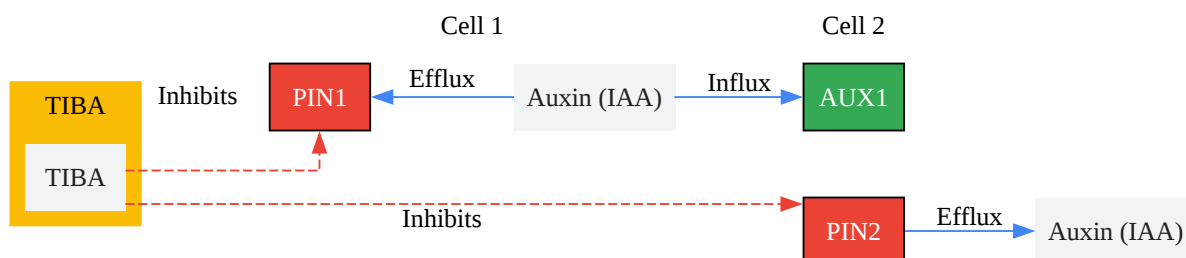 Cell 1
Cell 2
TIBA
Inhibits
PIN1
Efflux
Auxin (IAA)
Influx
AUX1
TIBA
Inhibits
PIN2
Efflux
Auxin (IAA)